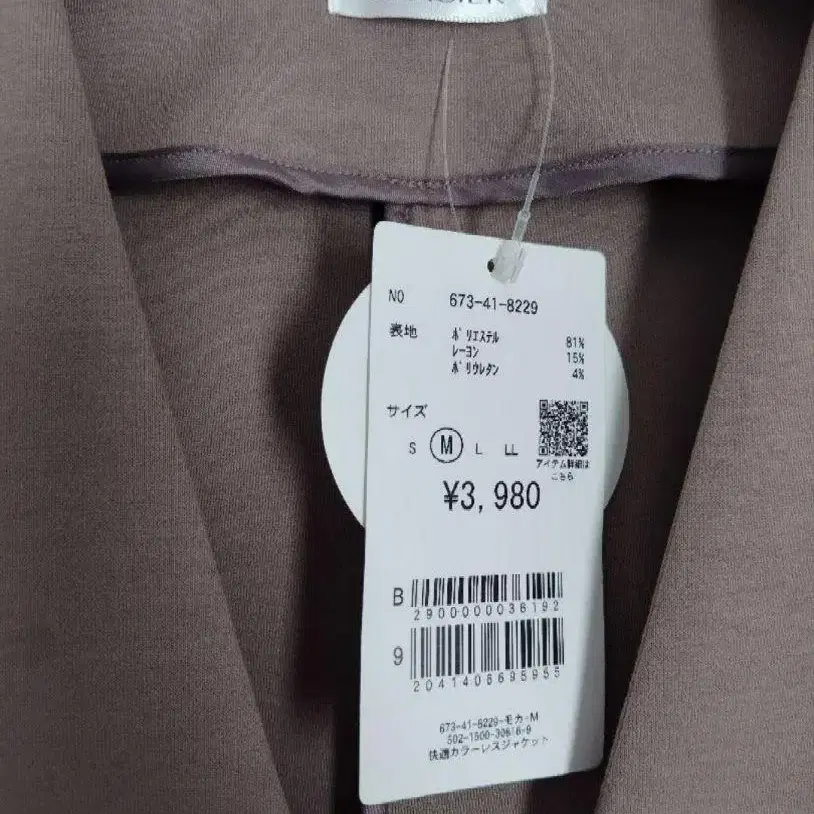 NO 673-41-8229
表地 ポリエステル 81%
レーヨン 15%
ポリウレタン 4%
サイズ
S M L LL
アイテム詳細は
こちら
¥3,980
B
2900000036192
9
2041406695955
673-41-8229-モカ-M
502-1500-30616-9
快適カラーレスジャケット